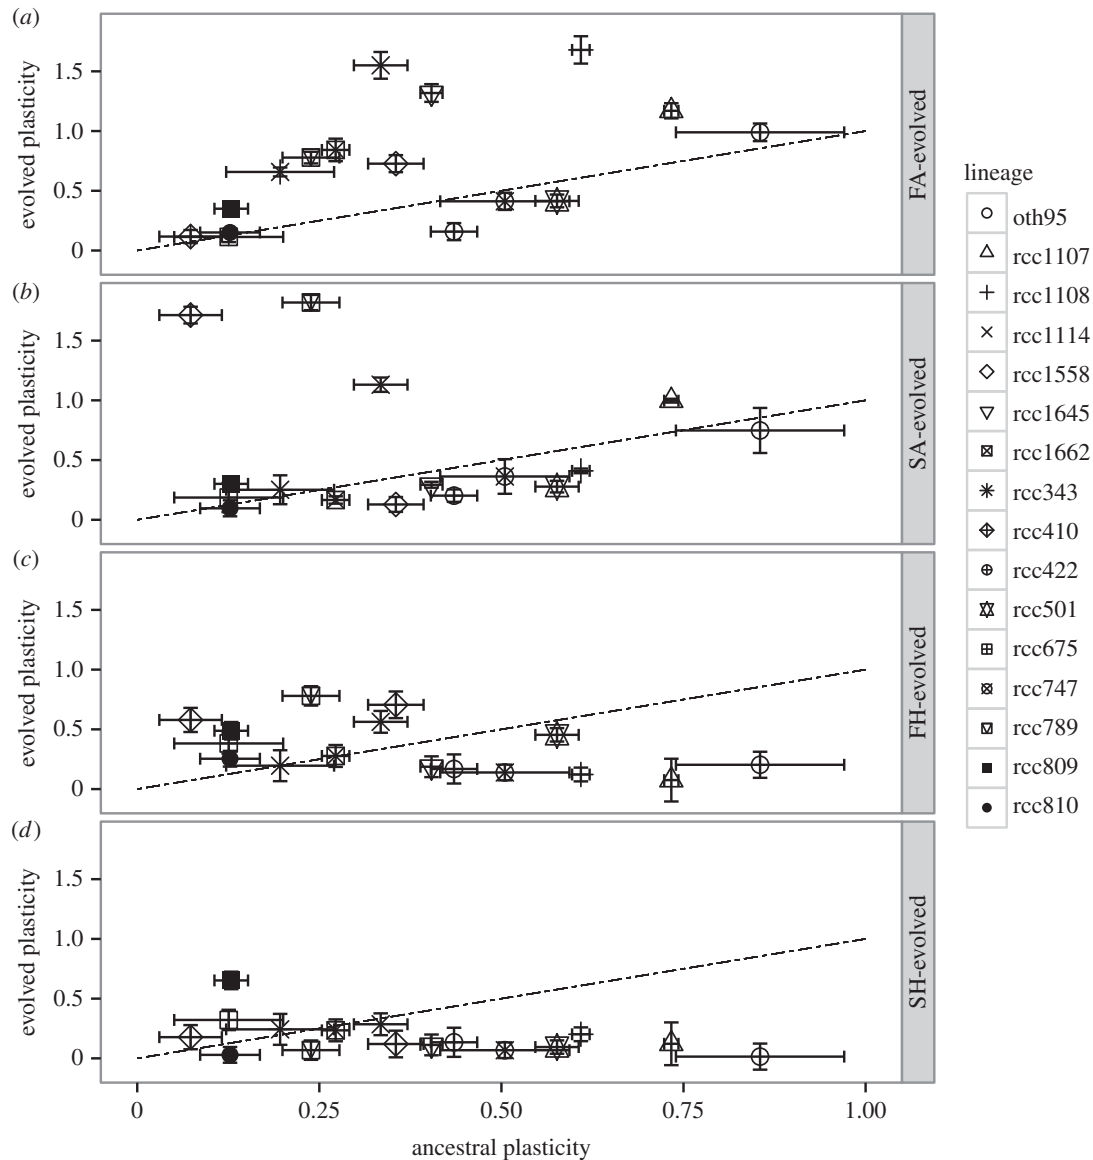 (a)
evolved plasticity
1.5
1.0
0.5
0
FA-evolved
(b)
evolved plasticity
1.5
1.0
0.5
0
SA-evolved
(c)
evolved plasticity
1.5
1.0
0.5
0
FH-evolved
(d)
evolved plasticity
1.5
1.0
0.5
0
SH-evolved
0 0.25 0.50 0.75 1.00
ancestral plasticity
lineage
oth95
rcc1107
rcc1108
rcc1114
rcc1558
rcc1645
rcc1662
rcc343
rcc410
rcc422
rcc501
rcc675
rcc747
rcc789
rcc809
rcc810